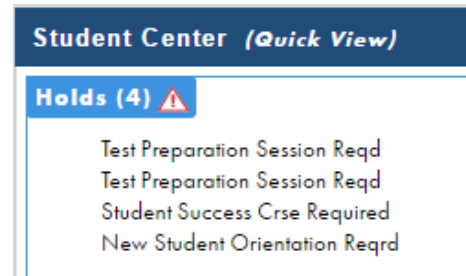 Student Center (Quick View)
Holds (4)
Test Preparation Session Reqd
Test Preparation Session Reqd
Student Success Crse Required
New Student Orientation Reqrd